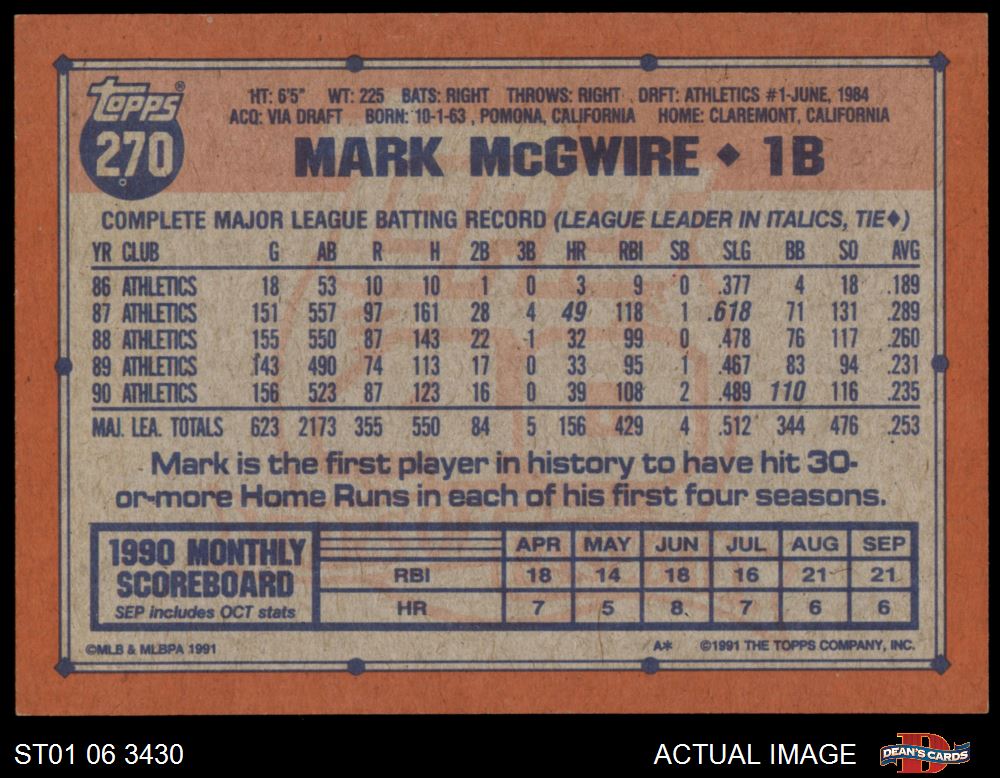 Topps®
270
HT: 6'5" WT: 225 BATS: RIGHT THROWS: RIGHT DRFT: ATHLETICS #1-JUNE, 1984
ACQ: VIA DRAFT BORN: 10-1-63 , POMONA, CALIFORNIA HOME: CLAREMONT, CALIFORNIA
MARK McGWIRE ◆ 1B
COMPLETE MAJOR LEAGUE BATTING RECORD (LEAGUE LEADER IN ITALICS, TIE◆)
YR CLUB G AB R H 2B 3B HR RBI SB SLG BB SO AVG
86 ATHLETICS 18 53 10 10 1 0 3 9 0 .377 4 18 .189
87 ATHLETICS 151 557 97 161 28 4 49 118 1 .618 71 131 .289
88 ATHLETICS 155 550 87 143 22 1 32 99 0 .478 76 117 .260
89 ATHLETICS 143 490 74 113 17 0 33 95 1 .467 83 94 .231
90 ATHLETICS 156 523 87 123 16 0 39 108 2 .489 110 116 .235
MAJ. LEA. TOTALS 623 2173 355 550 84 5 156 429 4 .512 344 476 .253
Mark is the first player in history to have hit 30-
or-more Home Runs in each of his first four seasons.
1990 MONTHLY
SCOREBOARD
SEP includes OCT stats
APR MAY JUN JUL AUG SEP
RBI 18 14 18 16 21 21
HR 7 5 8 7 6 6
©MLB & MLBPA 1991 A* ©1991 THE TOPPS COMPANY, INC.
ST01 06 3430 ACTUAL IMAGE DEAN'S CARDS